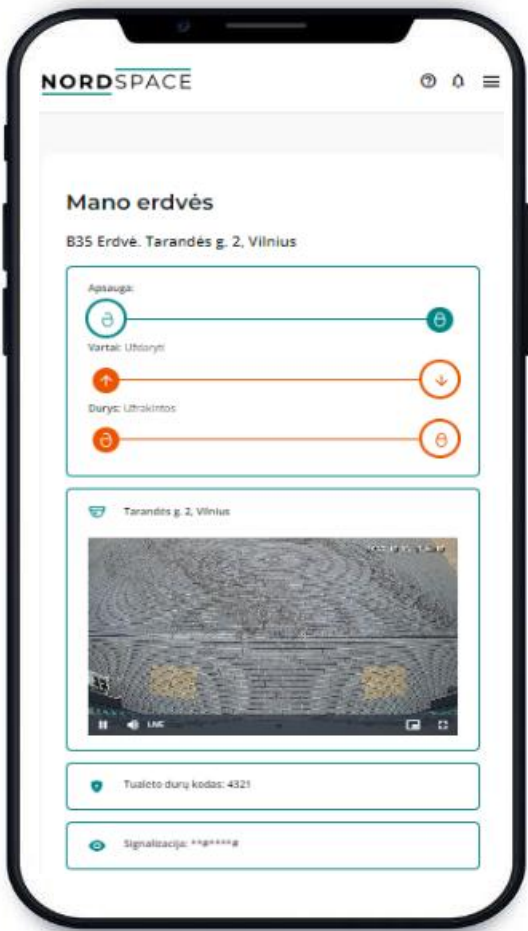 NORDSPACE
Mano erdvės
B35 Erdvė. Tarandės g. 2, Vilnius
Apsauga:
Vartai: Uždaryti
Durys: Užrakintos
Tarandės g. 2, Vilnius
LIVE
Tualeto durų kodas: 4321
Signalizacija: **#****#